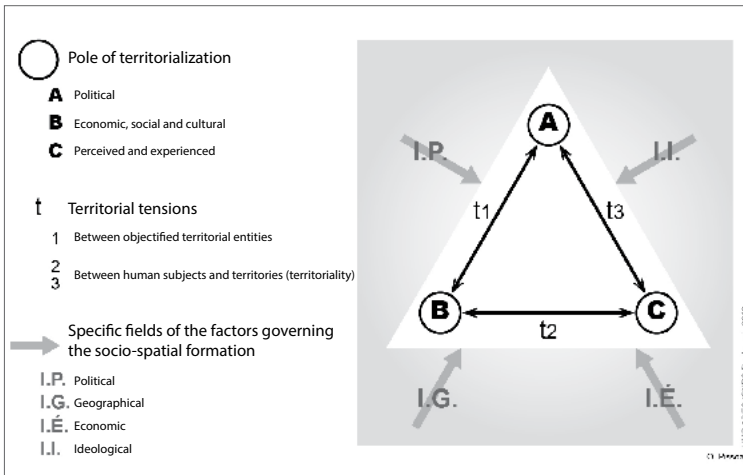 Pole of territorialization
A Political
B Economic, social and cultural
C Perceived and experienced
t Territorial tensions
1 Between objectified territorial entities
2
3 Between human subjects and territories (territoriality)
Specific fields of the factors governing
the socio-spatial formation
I.P. Political
I.G. Geographical
I.É. Economic
I.I. Ideological
A
I.P.
I.I.
t1
t3
B
C
t2
I.G.
I.É.